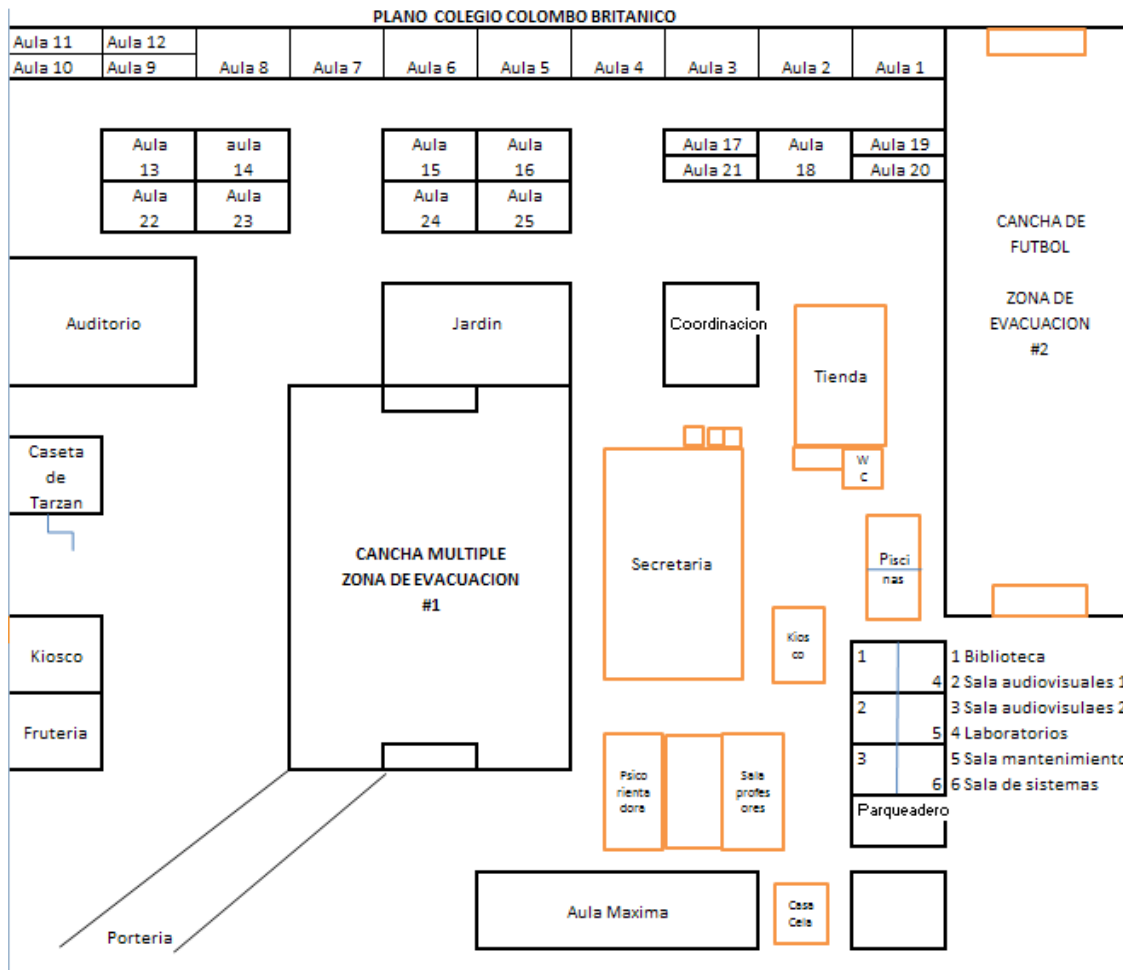 PLANO COLEGIO COLOMBO BRITANICO
Aula 11
Aula 12
Aula 10
Aula 9
Aula 8
Aula 7
Aula 6
Aula 5
Aula 4
Aula 3
Aula 2
Aula 1
Aula
13
aula
14
Aula
15
Aula
16
Aula 17
Aula
18
Aula 19
Aula 21
Aula 20
Aula
22
Aula
23
Aula
24
Aula
25
CANCHA DE
FUTBOL
ZONA DE
EVACUACION
#2
Auditorio
Jardin
Coordinacion
Tienda
W
C
Caseta
de
Tarzan
CANCHA MULTIPLE
ZONA DE EVACUACION
#1
Secretaria
Pisci
nas
Kiosco
Kios
co
Fruteria
1
4
2
5
3
6
1 Biblioteca
2 Sala audiovisuales 1
3 Sala audiovisulaes 2
4 Laboratorios
5 Sala mantenimiento
6 Sala de sistemas
Parqueadero
Psico
rienta
dora
Sala
profes
ores
Aula Maxima
Casa
Cela
Porteria